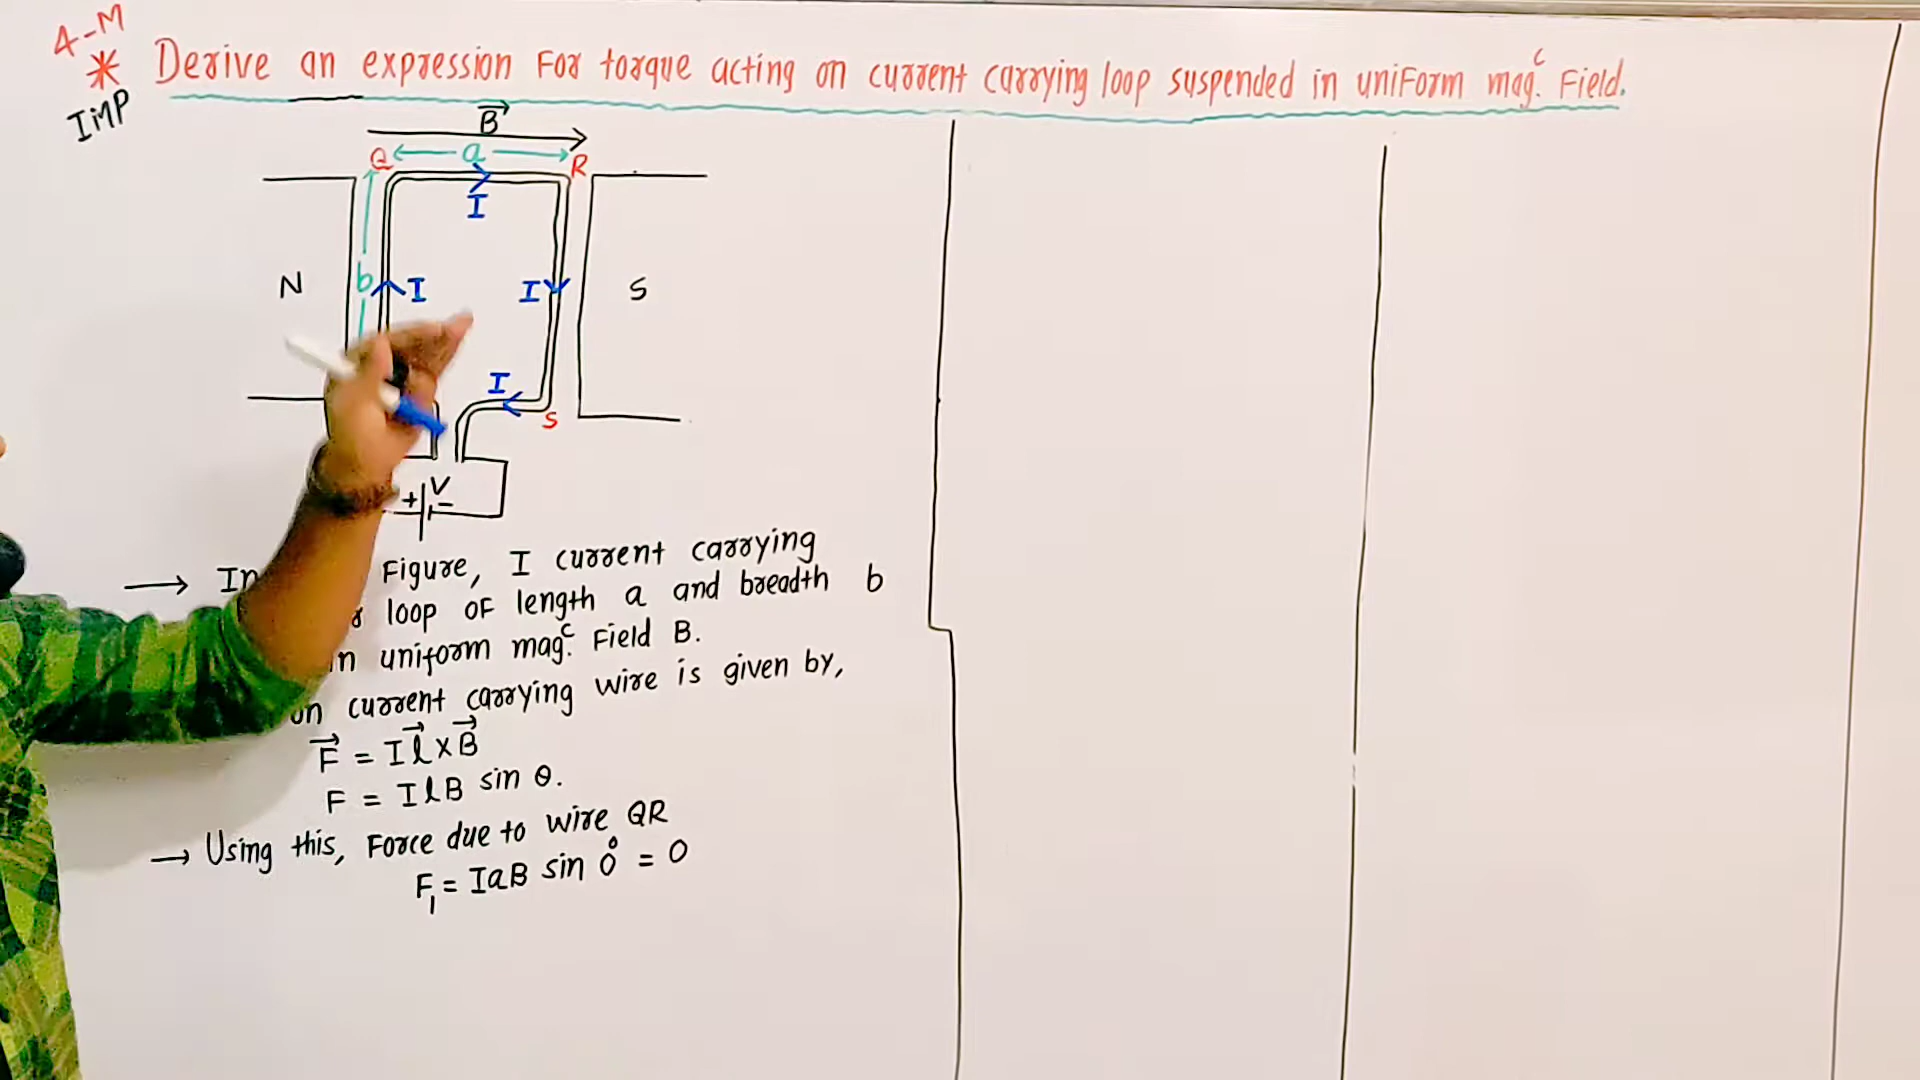 4-M
*
IMP
Derive an expression For torque acting on current carrying loop suspended in uniForm mag.c Field.
B→
Q a R
I
N b I I S
I
S
+ V -
→ In Figure, I current carrying
loop of length a and breadth b
in uniform mag.c Field B.
on current carrying wire is given by,
F→ = I l→ x B→
F = I l B sin θ.
→ Using this, Force due to wire QR
F₁ = IaB sin 0° = 0